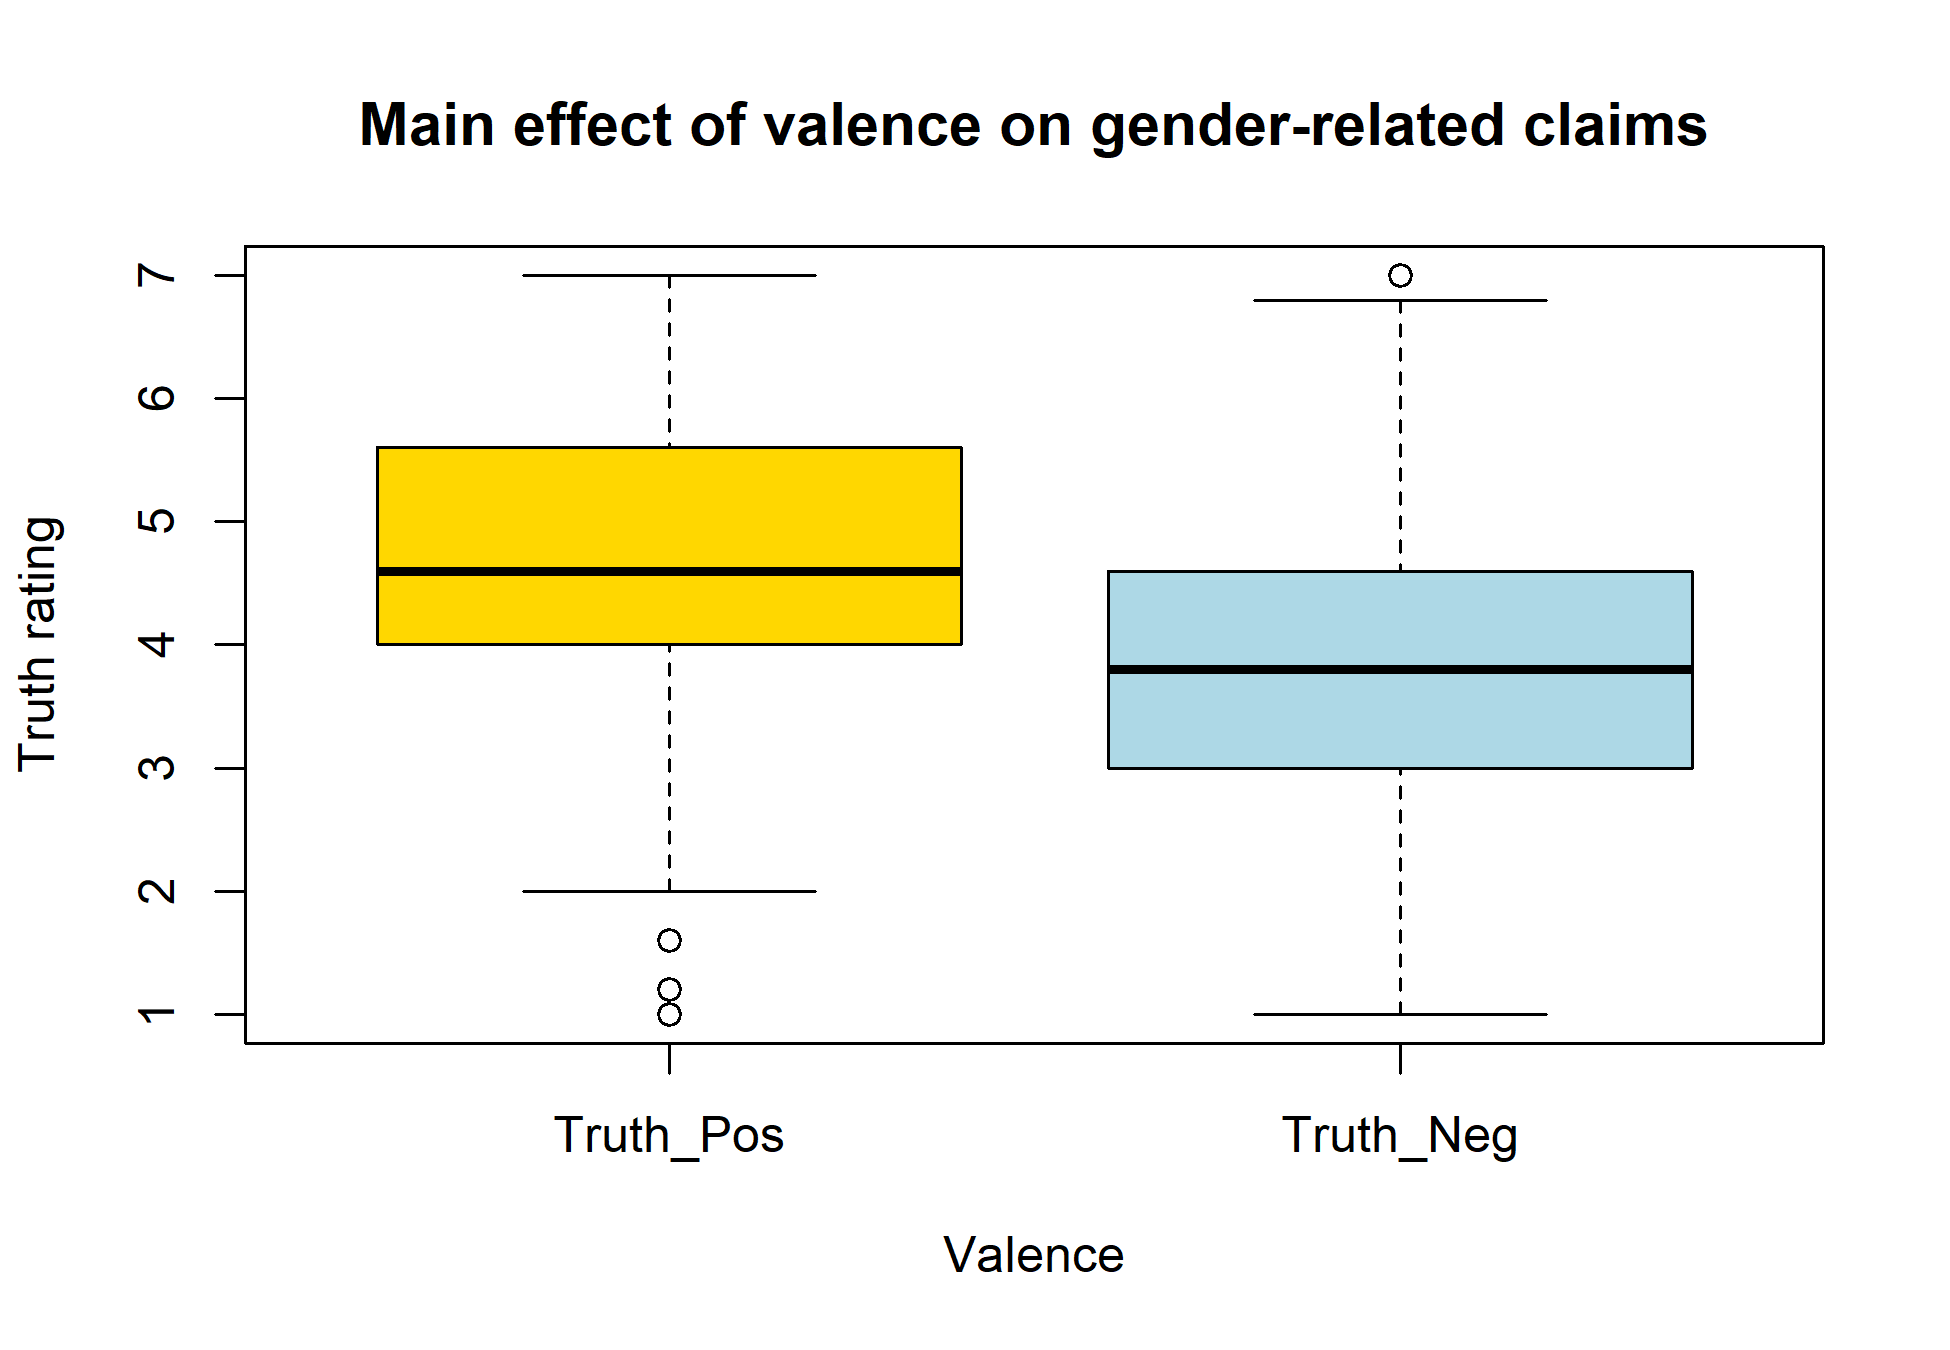 Main effect of valence on gender-related claims
Truth rating
7
6
5
4
3
2
1
Truth_Pos Truth_Neg
Valence